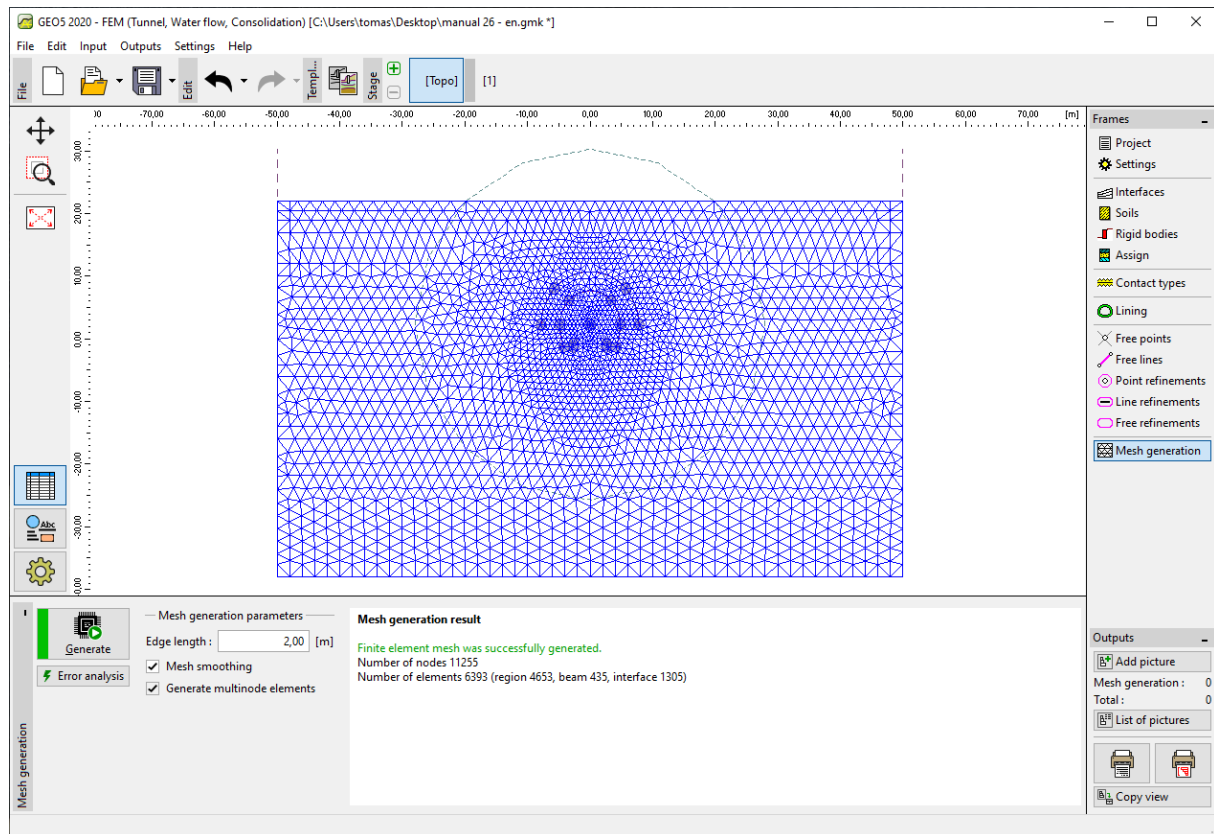 GEO5 2020 - FEM (Tunnel, Water flow, Consolidation) [C:\Users\tomas\Desktop\manual 26 - en.gmk *]
File Edit Input Outputs Settings Help
File
Edit
Templ...
Stage
[Topo]
[1]
-70,00 -60,00 -50,00 -40,00 -30,00 -20,00 -10,00 0,00 10,00 20,00 30,00 40,00 50,00 60,00 70,00 [m]
30,00
20,00
10,00
0,00
-10,00
-20,00
-30,00
Abc
Frames
Project
Settings
Interfaces
Soils
Rigid bodies
Assign
Contact types
Lining
Free points
Free lines
Point refinements
Line refinements
Free refinements
Mesh generation
Mesh generation
Generate
Error analysis
Mesh generation parameters
Edge length : 2,00 [m]
Mesh smoothing
Generate multinode elements
Mesh generation result
Finite element mesh was successfully generated.
Number of nodes 11255
Number of elements 6393 (region 4653, beam 435, interface 1305)
Outputs
Add picture
Mesh generation : 0
Total : 0
List of pictures
Copy view